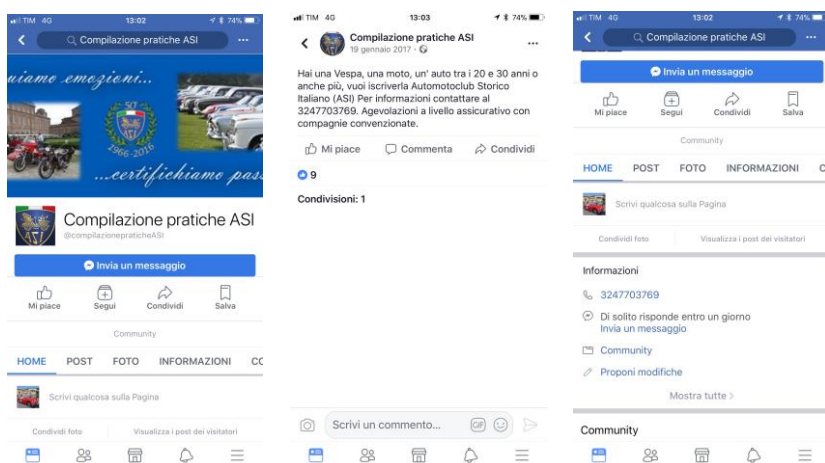 TIM 4G 13:02 74%
Compilazione pratiche ASI
uiamo emozioni...
50°
1966-2016
...certifichiamo pass
ASI
Compilazione pratiche ASI
@compilazionepraticheASI
Invia un messaggio
Mi piace Segui Condividi Salva
Community
HOME POST FOTO INFORMAZIONI CO
Scrivi qualcosa sulla Pagina
Condividi foto Visualizza i post dei visitatori
TIM 4G 13:03 74%
Compilazione pratiche ASI
19 gennaio 2017
Hai una Vespa, una moto, un' auto tra i 20 e 30 anni o
anche più, vuoi iscriverla Automotoclub Storico
Italiano (ASI) Per informazioni contattare al
3247703769. Agevolazioni a livello assicurativo con
compagnie convenzionate.
Mi piace Commenta Condividi
9
Condivisioni: 1
Scrivi un commento... GIF
TIM 4G 13:02 74%
Compilazione pratiche ASI
Invia un messaggio
Mi piace Segui Condividi Salva
Community
HOME POST FOTO INFORMAZIONI C
Scrivi qualcosa sulla Pagina
Condividi foto Visualizza i post dei visitatori
Informazioni
3247703769
Di solito risponde entro un giorno
Invia un messaggio
Community
Proponi modifiche
Mostra tutte >
Community